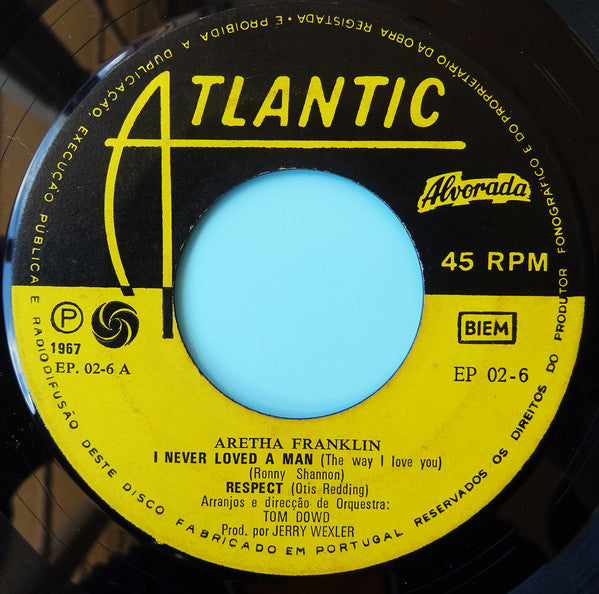 ATLANTIC
Alvorada
45 RPM
P
1967
EP. 02-6 A
BIEM
EP 02-6
ARETHA FRANKLIN
I NEVER LOVED A MAN (The way I love you)
(Ronny Shannon)
RESPECT (Otis Redding)
Arranjos e direcção de Orquestra:
TOM DOWD
Prod. por JERRY WEXLER
RESERVADOS OS DIREITOS DO PRODUTOR FONOGRÁFICO E DO PROPRIETÁRIO DA OBRA REGISTADA • É PROIBIDA A DUPLICAÇÃO, EXECUÇÃO PÚBLICA E RADIODIFUSÃO DESTE DISCO
FABRICADO EM PORTUGAL